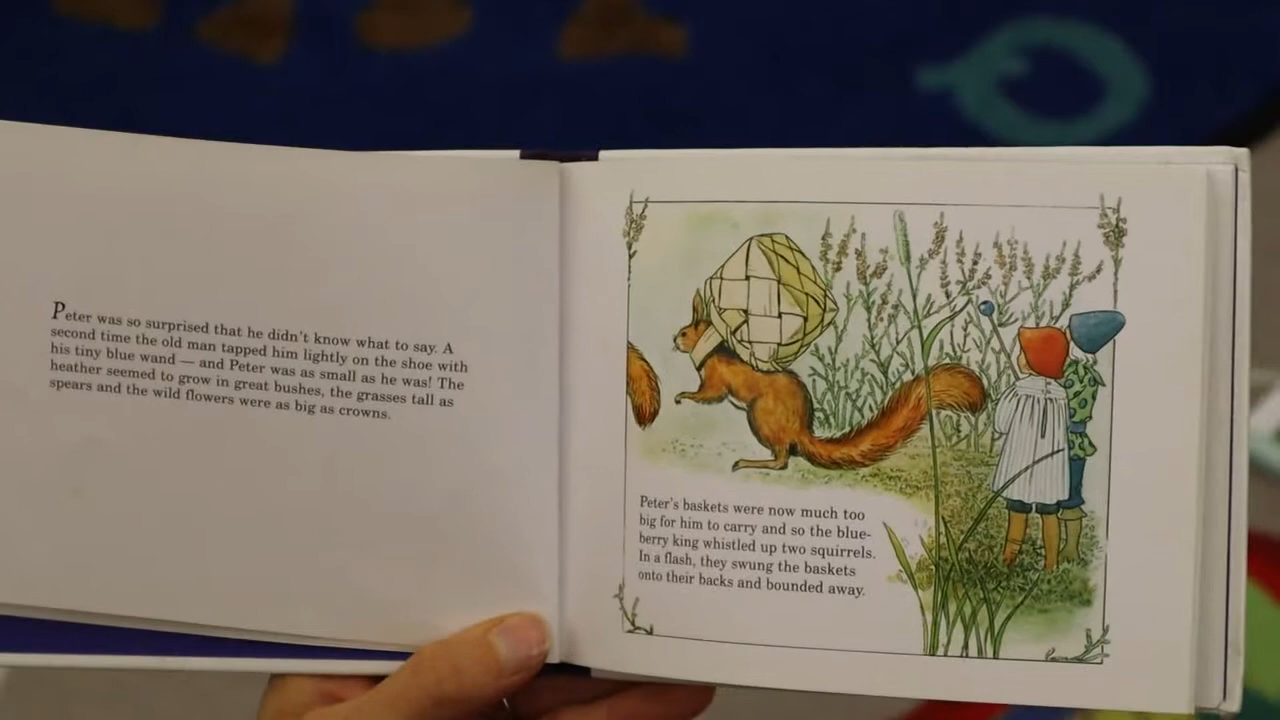 Peter was so surprised that he didn't know what to say. A
second time the old man tapped him lightly on the shoe with
his tiny blue wand — and Peter was as small as he was! The
heather seemed to grow in great bushes, the grasses tall as
spears and the wild flowers were as big as crowns.
Peter's baskets were now much too
big for him to carry and so the blue-
berry king whistled up two squirrels.
In a flash, they swung the baskets
onto their backs and bounded away.